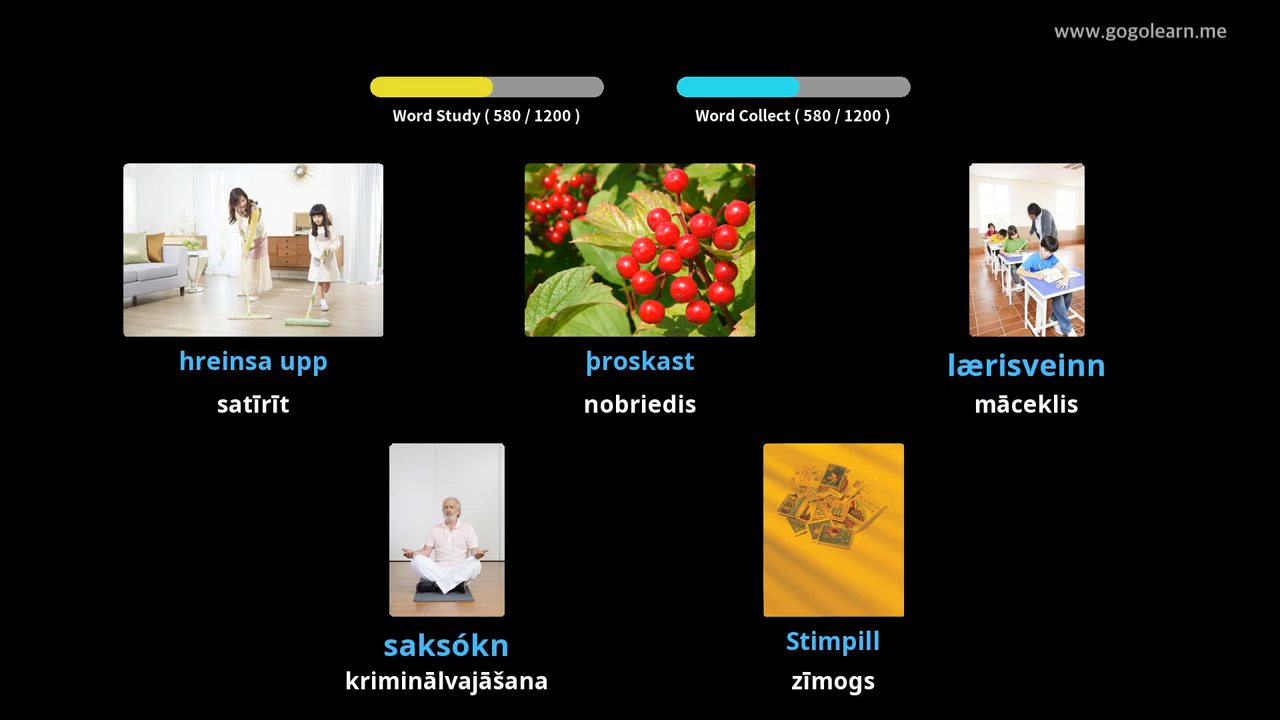 www.gogolearn.me
Word Study ( 580 / 1200 )
Word Collect ( 580 / 1200 )
hreinsa upp
satīrīt
þroskast
nobriedis
lærisveinn
māceklis
saksókn
kriminālvajāšana
Stimpill
zīmogs